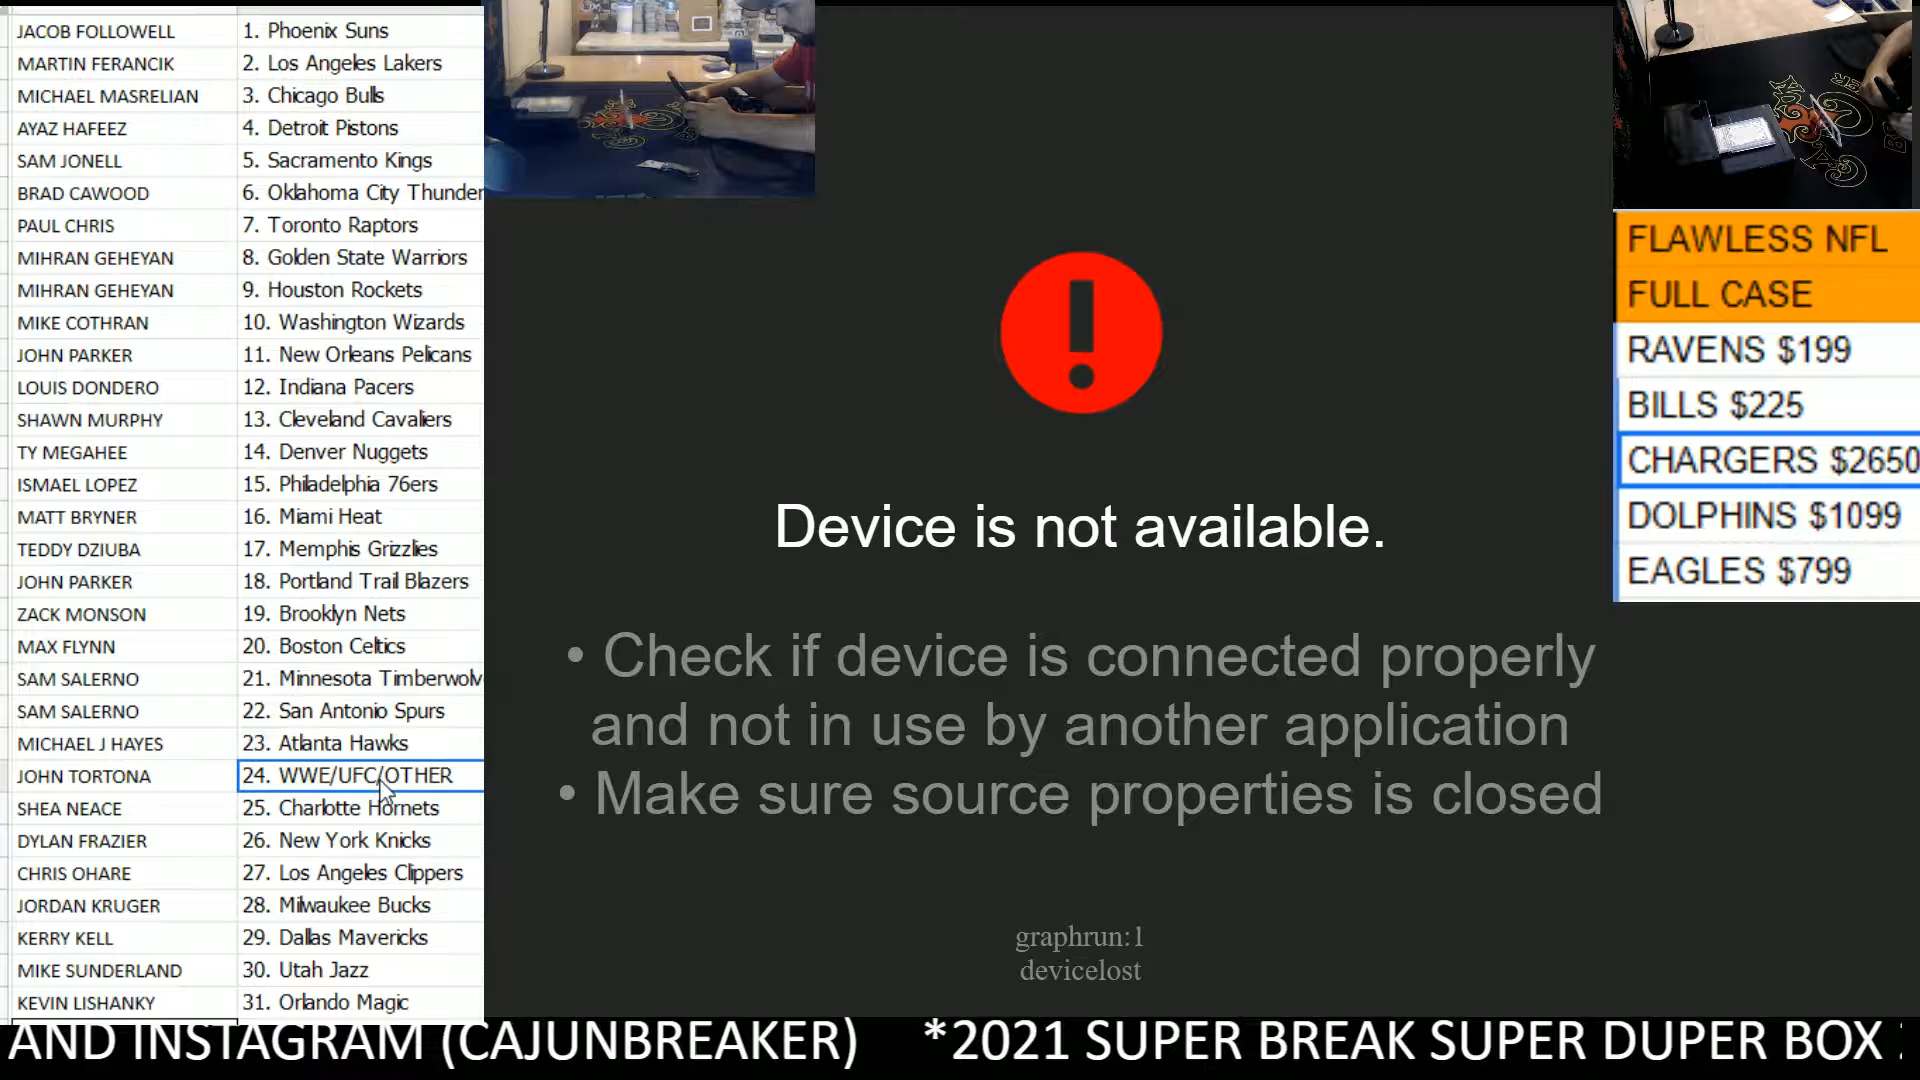 JACOB FOLLOWELL 1. Phoenix Suns
MARTIN FERANCIK 2. Los Angeles Lakers
MICHAEL MASRELIAN 3. Chicago Bulls
AYAZ HAFEEZ 4. Detroit Pistons
SAM JONELL 5. Sacramento Kings
BRAD CAWOOD 6. Oklahoma City Thunder
PAUL CHRIS 7. Toronto Raptors
MIHRAN GEHEYAN 8. Golden State Warriors
MIHRAN GEHEYAN 9. Houston Rockets
MIKE COTHRAN 10. Washington Wizards
JOHN PARKER 11. New Orleans Pelicans
LOUIS DONDERO 12. Indiana Pacers
SHAWN MURPHY 13. Cleveland Cavaliers
TY MEGAHEE 14. Denver Nuggets
ISMAEL LOPEZ 15. Philadelphia 76ers
MATT BRYNER 16. Miami Heat
TEDDY DZIUBA 17. Memphis Grizzlies
JOHN PARKER 18. Portland Trail Blazers
ZACK MONSON 19. Brooklyn Nets
MAX FLYNN 20. Boston Celtics
SAM SALERNO 21. Minnesota Timberwolv
SAM SALERNO 22. San Antonio Spurs
MICHAEL J HAYES 23. Atlanta Hawks
JOHN TORTONA 24. WWE/UFC/OTHER
SHEA NEACE 25. Charlotte Hornets
DYLAN FRAZIER 26. New York Knicks
CHRIS OHARE 27. Los Angeles Clippers
JORDAN KRUGER 28. Milwaukee Bucks
KERRY KELL 29. Dallas Mavericks
MIKE SUNDERLAND 30. Utah Jazz
KEVIN LISHANKY 31. Orlando Magic
Device is not available.
• Check if device is connected properly
and not in use by another application
• Make sure source properties is closed
graphrun:1
devicelost
FLAWLESS NFL
FULL CASE
RAVENS $199
BILLS $225
CHARGERS $2650
DOLPHINS $1099
EAGLES $799
AND INSTAGRAM (CAJUNBREAKER) *2021 SUPER BREAK SUPER DUPER BOX